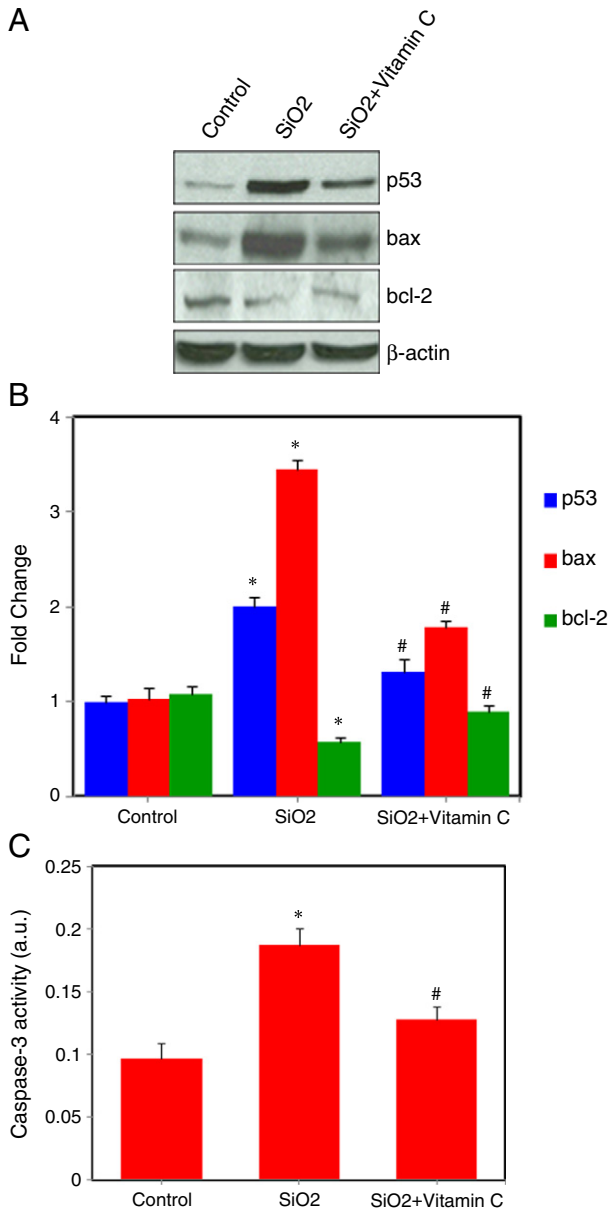 A
Control
SiO2
SiO2+Vitamin C
p53
bax
bcl-2
β-actin
B
4
3
2
1
0
Fold Change
*
*
*
#
#
#
Control
SiO2
SiO2+Vitamin C
p53
bax
bcl-2
C
0.25
0.2
0.15
0.1
0.05
0
Caspase-3 activity (a.u.)
*
#
Control
SiO2
SiO2+Vitamin C